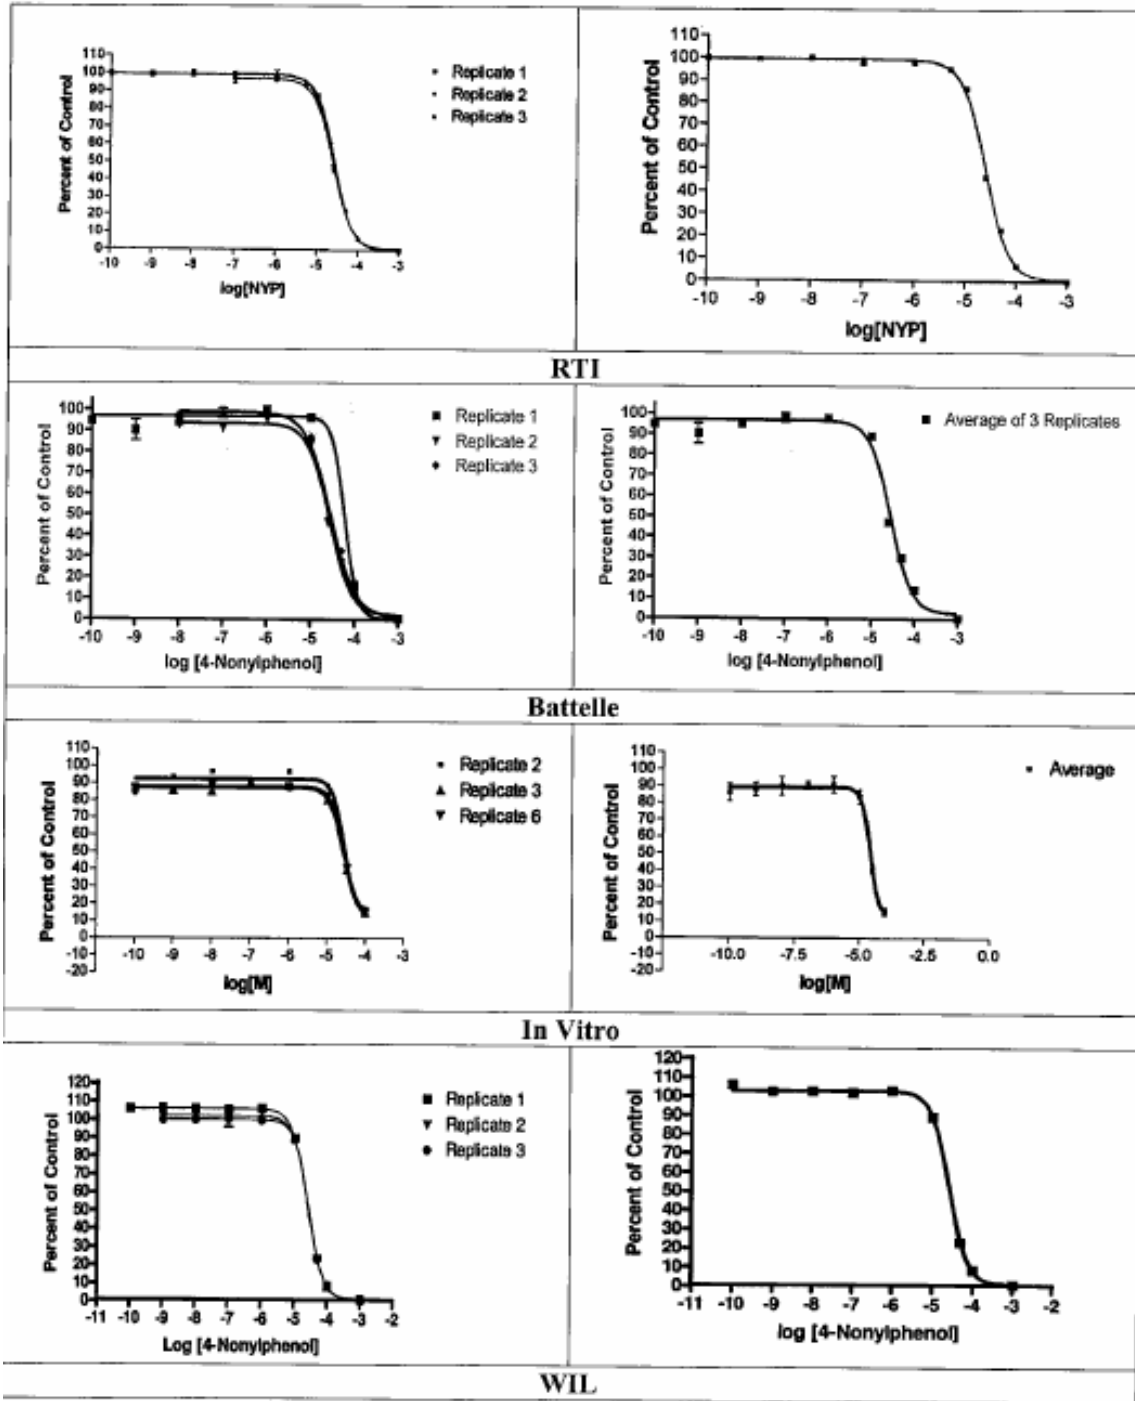 110
100
90
80
70
60
50
40
30
20
10
0
Percent of Control
-10 -9 -8 -7 -6 -5 -4 -3
log[NYP]
Replicate 1
Replicate 2
Replicate 3
110
100
90
80
70
60
50
40
30
20
10
0
Percent of Control
-10 -9 -8 -7 -6 -5 -4 -3
log[NYP]
RTI
100
90
80
70
60
50
40
30
20
10
0
Percent of Control
-10 -9 -8 -7 -6 -5 -4 -3
log [4-Nonylphenol]
Replicate 1
Replicate 2
Replicate 3
100
90
80
70
60
50
40
30
20
10
0
Percent of Control
-10 -9 -8 -7 -6 -5 -4 -3
log [4-Nonylphenol]
Average of 3 Replicates
Battelle
110
100
90
80
70
60
50
40
30
20
10
0
-10
-20
Percent of Control
-10 -9 -8 -7 -6 -5 -4 -3
log[M]
Replicate 2
Replicate 3
Replicate 6
110
100
90
80
70
60
50
40
30
20
10
0
-10
-20
Percent of Control
-10.0 -7.5 -5.0 -2.5 0.0
log[M]
Average
In Vitro
120
110
100
90
80
70
60
50
40
30
20
10
0
Percent of Control
-11 -10 -9 -8 -7 -6 -5 -4 -3 -2
Log [4-Nonylphenol]
Replicate 1
Replicate 2
Replicate 3
120
110
100
90
80
70
60
50
40
30
20
10
0
Percent of Control
-11 -10 -9 -8 -7 -6 -5 -4 -3 -2
log [4-Nonylphenol]
WIL